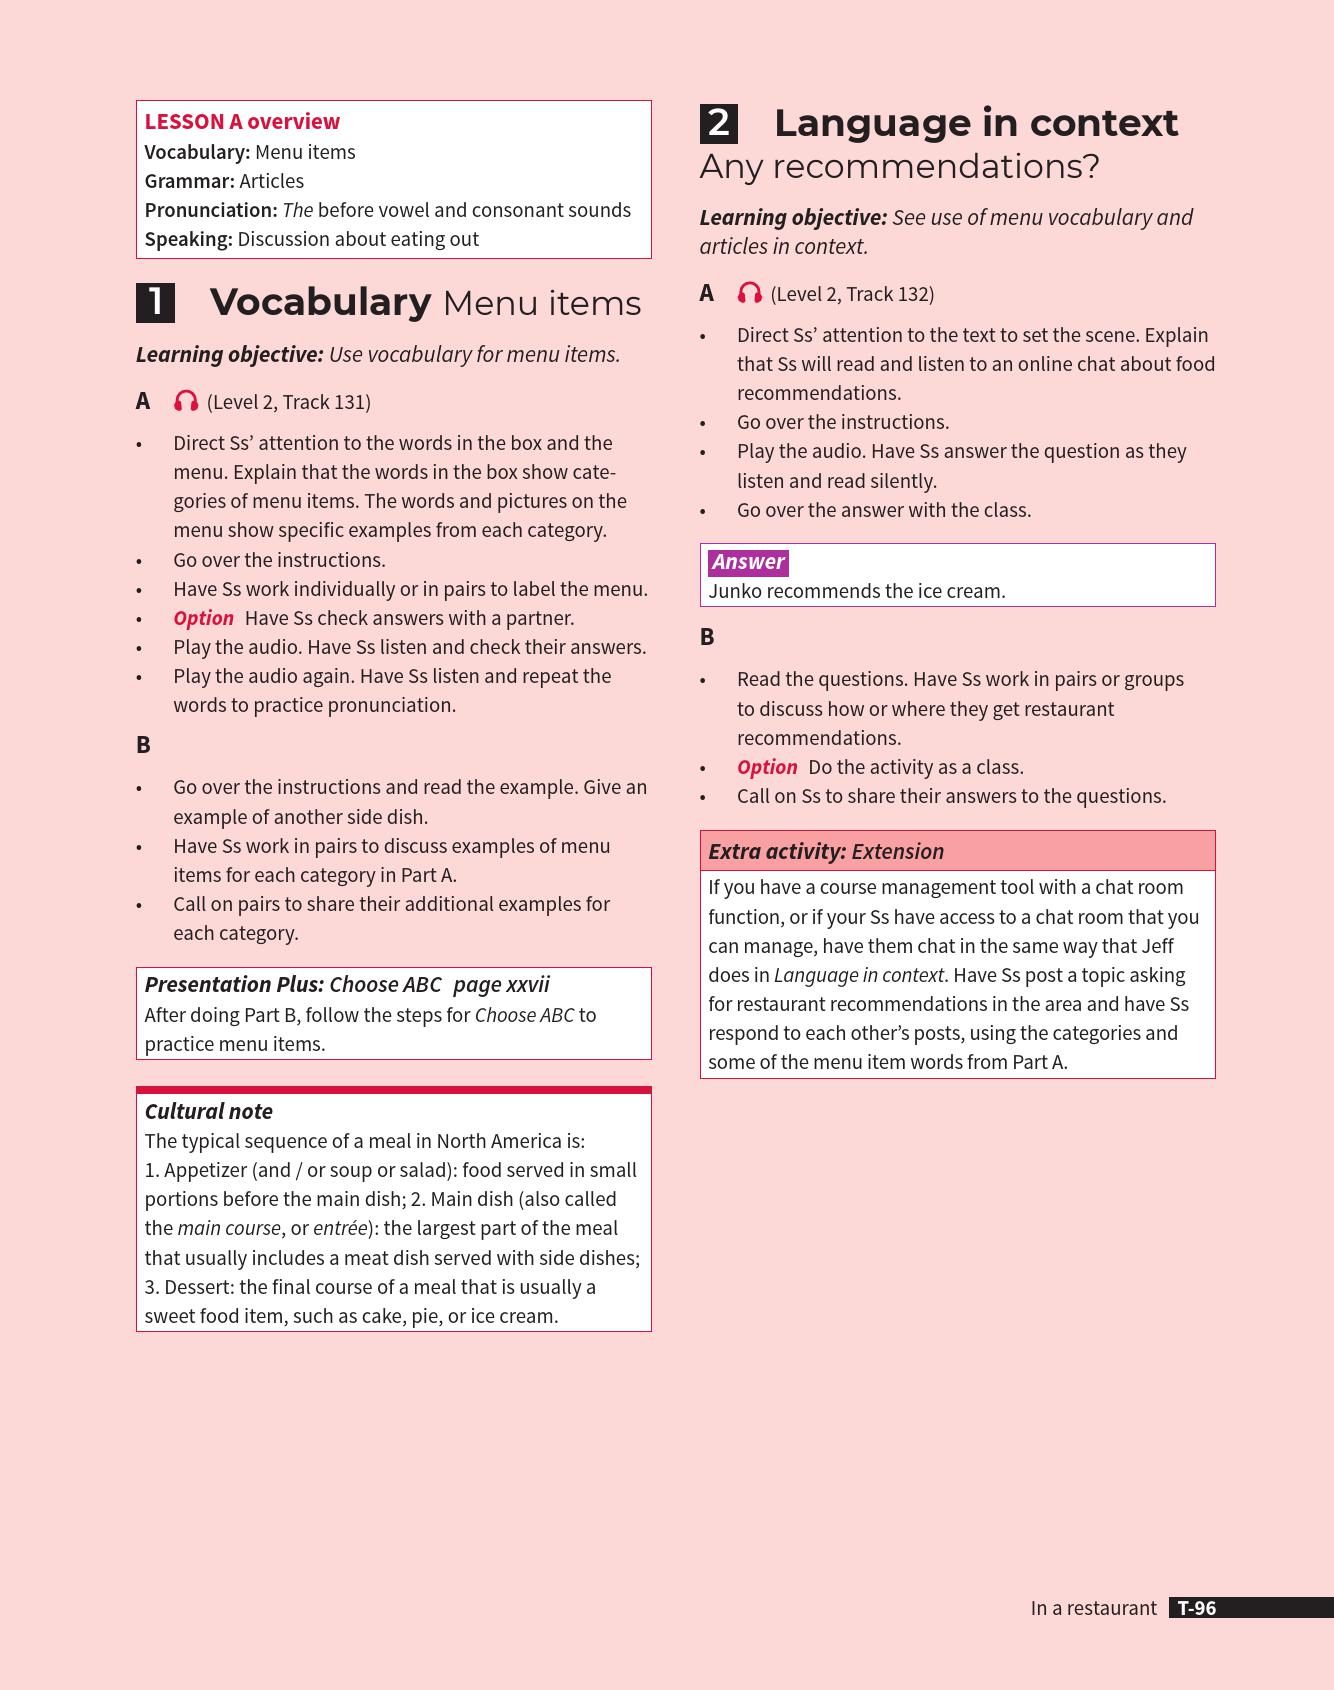 LESSON A overview
Vocabulary: Menu items
Grammar: Articles
Pronunciation: The before vowel and consonant sounds
Speaking: Discussion about eating out
1 Vocabulary Menu items
Learning objective: Use vocabulary for menu items.
A (Level 2, Track 131)
• Direct Ss’ attention to the words in the box and the
menu. Explain that the words in the box show cate-
gories of menu items. The words and pictures on the
menu show specific examples from each category.
• Go over the instructions.
• Have Ss work individually or in pairs to label the menu.
• Option Have Ss check answers with a partner.
• Play the audio. Have Ss listen and check their answers.
• Play the audio again. Have Ss listen and repeat the
words to practice pronunciation.
B
• Go over the instructions and read the example. Give an
example of another side dish.
• Have Ss work in pairs to discuss examples of menu
items for each category in Part A.
• Call on pairs to share their additional examples for
each category.
Presentation Plus: Choose ABC page xxvii
After doing Part B, follow the steps for Choose ABC to
practice menu items.
Cultural note
The typical sequence of a meal in North America is:
1. Appetizer (and / or soup or salad): food served in small
portions before the main dish; 2. Main dish (also called
the main course, or entrée): the largest part of the meal
that usually includes a meat dish served with side dishes;
3. Dessert: the final course of a meal that is usually a
sweet food item, such as cake, pie, or ice cream.
2 Language in context
Any recommendations?
Learning objective: See use of menu vocabulary and
articles in context.
A (Level 2, Track 132)
• Direct Ss’ attention to the text to set the scene. Explain
that Ss will read and listen to an online chat about food
recommendations.
• Go over the instructions.
• Play the audio. Have Ss answer the question as they
listen and read silently.
• Go over the answer with the class.
Answer
Junko recommends the ice cream.
B
• Read the questions. Have Ss work in pairs or groups
to discuss how or where they get restaurant
recommendations.
• Option Do the activity as a class.
• Call on Ss to share their answers to the questions.
Extra activity: Extension
If you have a course management tool with a chat room
function, or if your Ss have access to a chat room that you
can manage, have them chat in the same way that Jeff
does in Language in context. Have Ss post a topic asking
for restaurant recommendations in the area and have Ss
respond to each other’s posts, using the categories and
some of the menu item words from Part A.
In a restaurant T-96